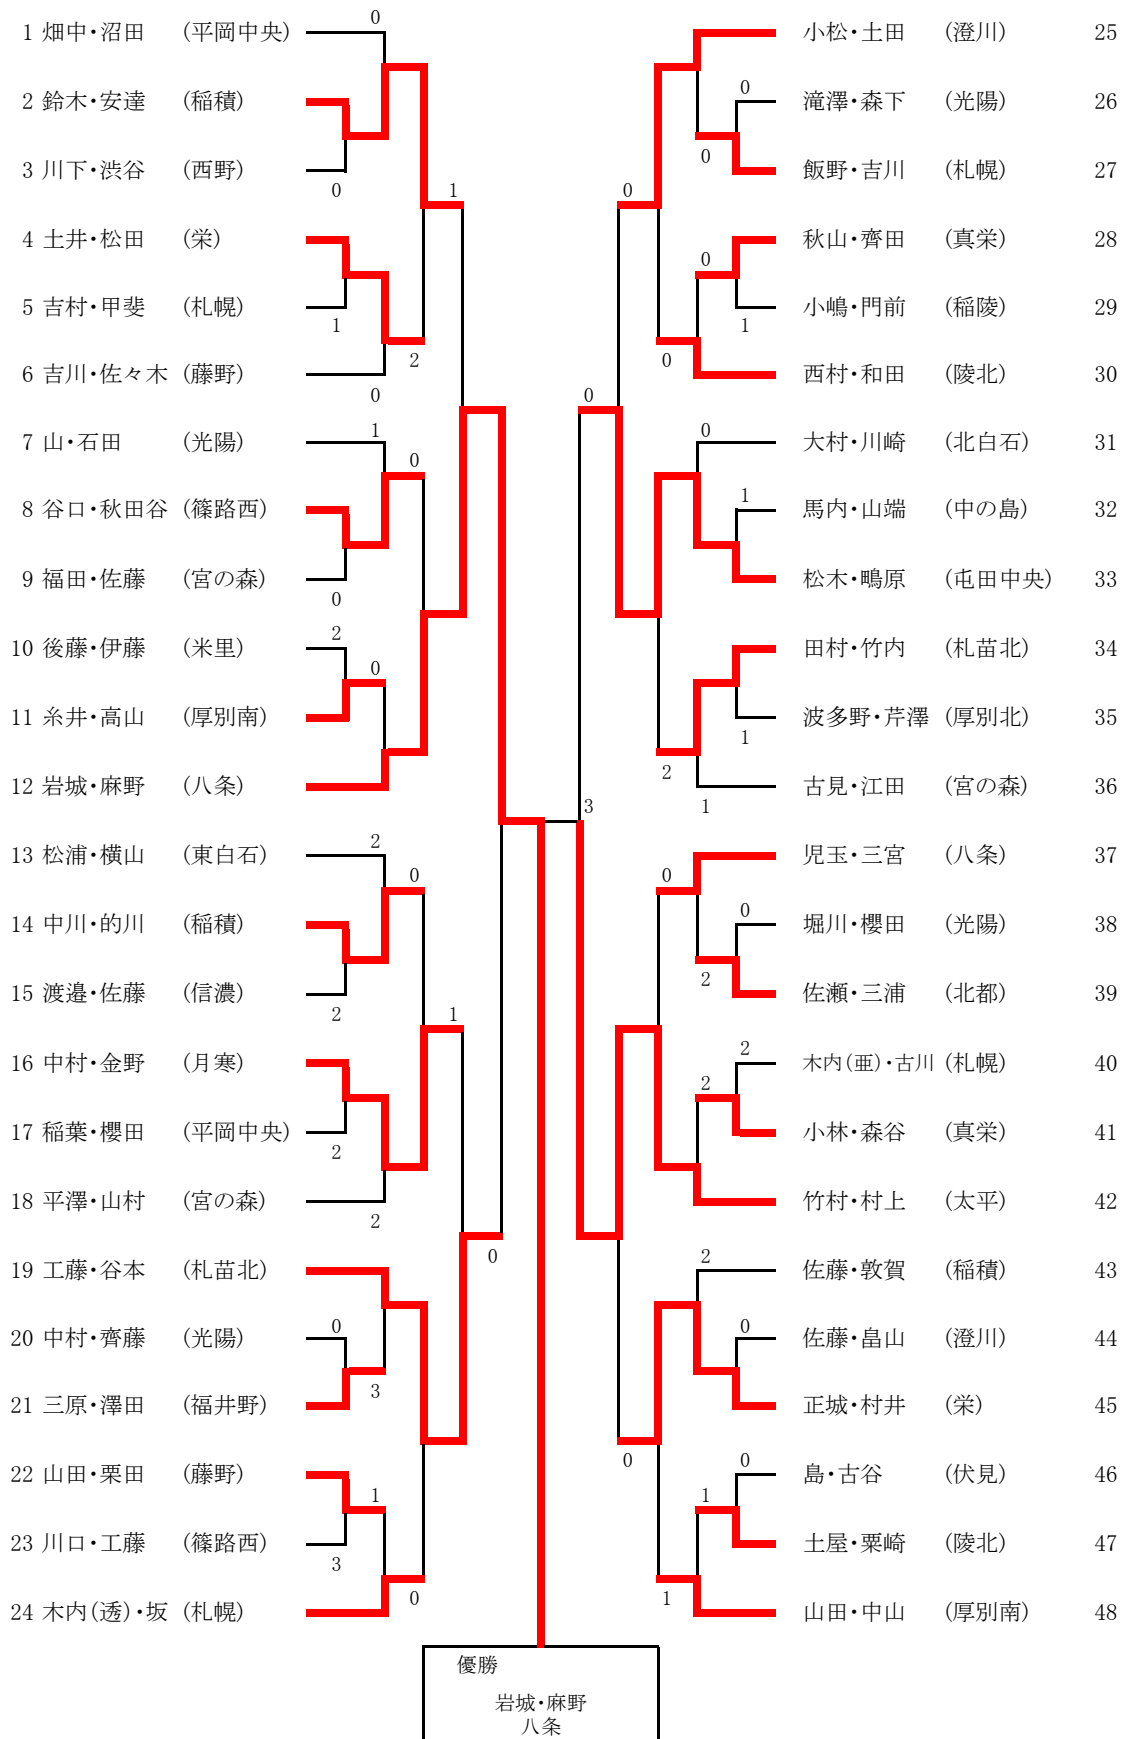 1 畑中・沼田 (平岡中央)
0
2 鈴木・安達 (稲積)
3 川下・渋谷 (西野)
0
1
4 土井・松田 (栄)
5 吉村・甲斐 (札幌)
1
2
6 吉川・佐々木 (藤野)
0
7 山・石田 (光陽)
1
0
8 谷口・秋田谷 (篠路西)
9 福田・佐藤 (宮の森)
0
10 後藤・伊藤 (米里)
2
0
11 糸井・高山 (厚別南)
12 岩城・麻野 (八条)
13 松浦・横山 (東白石)
2
0
14 中川・的川 (稲積)
15 渡邉・佐藤 (信濃)
2
1
16 中村・金野 (月寒)
17 稲葉・櫻田 (平岡中央)
2
18 平澤・山村 (宮の森)
2
0
19 工藤・谷本 (札苗北)
20 中村・齊藤 (光陽)
0
3
21 三原・澤田 (福井野)
22 山田・栗田 (藤野)
1
23 川口・工藤 (篠路西)
3
0
24 木内(透)・坂 (札幌)
小松・土田 (澄川) 25
0
滝澤・森下 (光陽) 26
0
飯野・吉川 (札幌) 27
0
秋山・齊田 (真栄) 28
0
小嶋・門前 (稲陵) 29
1
0
西村・和田 (陵北) 30
0
大村・川崎 (北白石) 31
0
馬内・山端 (中の島) 32
1
松木・鴫原 (屯田中央) 33
田村・竹内 (札苗北) 34
波多野・芹澤 (厚別北) 35
1
2
古見・江田 (宮の森) 36
1
3
児玉・三宮 (八条) 37
0
堀川・櫻田 (光陽) 38
0
2
佐瀬・三浦 (北都) 39
木内(亜)・古川 (札幌) 40
2
2
小林・森谷 (真栄) 41
竹村・村上 (太平) 42
佐藤・敦賀 (稲積) 43
2
佐藤・畠山 (澄川) 44
0
正城・村井 (栄) 45
0
島・古谷 (伏見) 46
0
1
土屋・粟崎 (陵北) 47
1
山田・中山 (厚別南) 48
優勝
岩城・麻野
八条